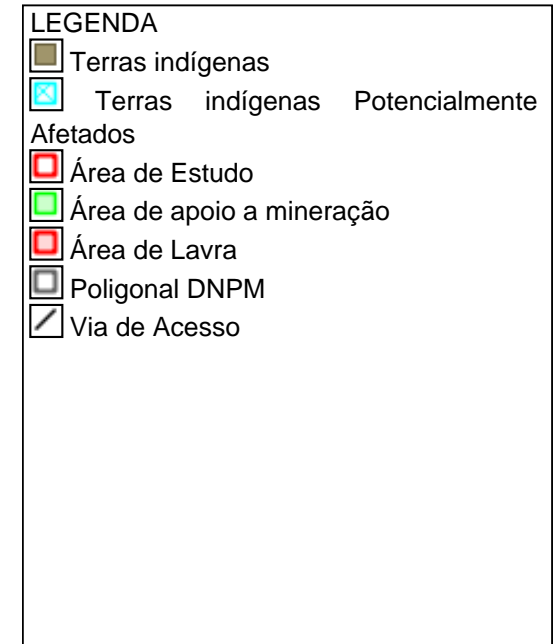 LEGENDA
Terras indígenas
Terras indígenas Potencialmente
Afetados
Área de Estudo
Área de apoio a mineração
Área de Lavra
Poligonal DNPM
Via de Acesso